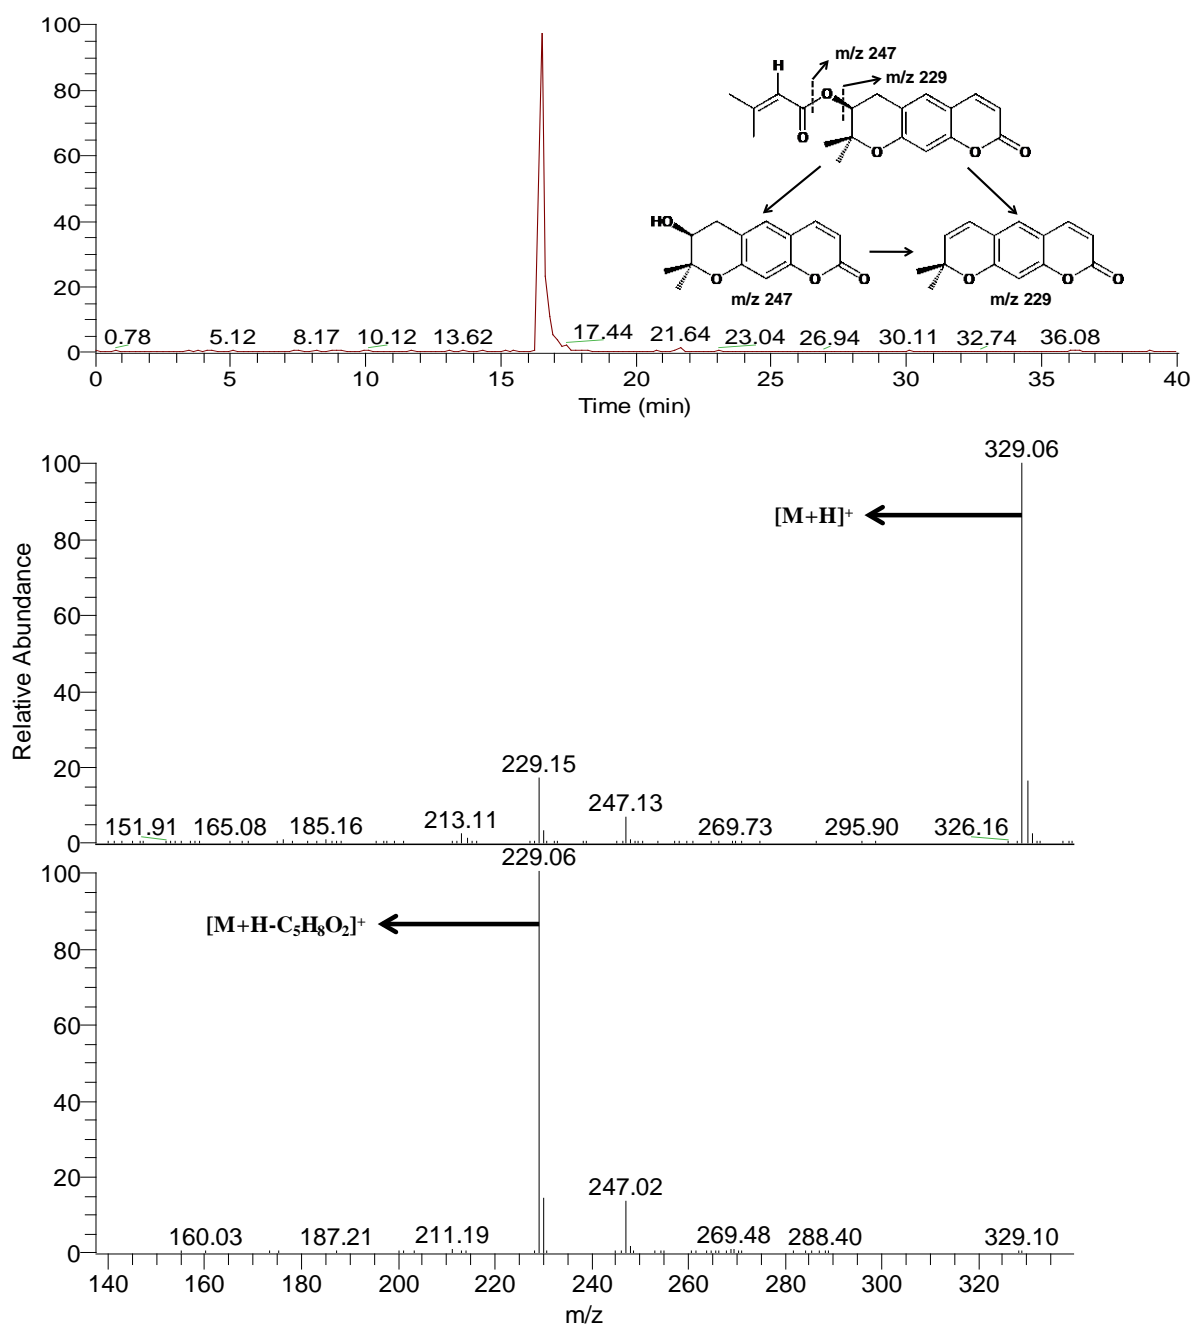 100
80
60
40
20
0
H
m/z 247
m/z 229
O
O
O
O
O
HO
O
O
O
m/z 247
O
O
O
m/z 229
0.78
5.12
8.17
10.12
13.62
17.44
21.64
23.04
26.94
30.11
32.74
36.08
0 5 10 15 20 25 30 35 40
Time (min)
Relative Abundance
100
80
60
40
20
0
329.06
[M+H]+
229.15
247.13
151.91
165.08
185.16
213.11
269.73
295.90
326.16
100
80
60
40
20
0
229.06
[M+H-C₅H₈O₂]+
247.02
160.03
187.21
211.19
269.48
288.40
329.10
140 160 180 200 220 240 260 280 300 320
m/z